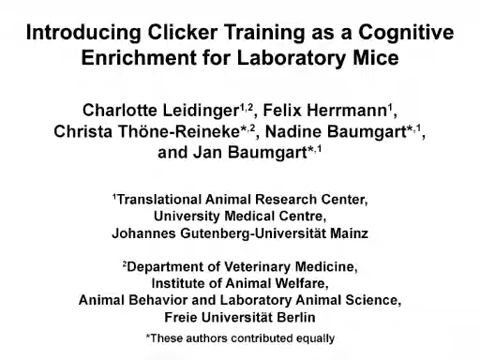 Introducing Clicker Training as a Cognitive
Enrichment for Laboratory Mice
Charlotte Leidinger¹,², Felix Herrmann¹,
Christa Thöne-Reineke*,², Nadine Baumgart*,¹,
and Jan Baumgart*,¹
¹Translational Animal Research Center,
University Medical Centre,
Johannes Gutenberg-Universität Mainz
²Department of Veterinary Medicine,
Institute of Animal Welfare,
Animal Behavior and Laboratory Animal Science,
Freie Universität Berlin
*These authors contributed equally